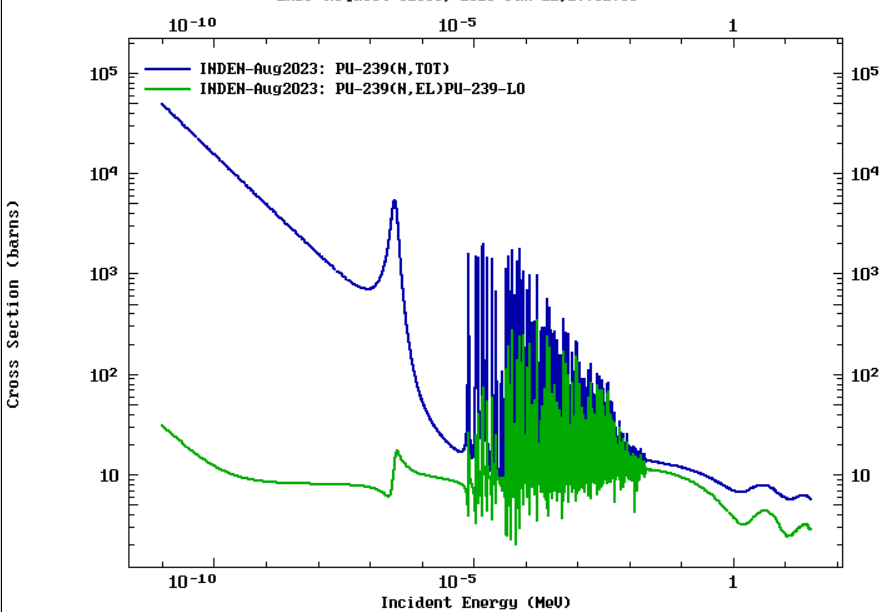 10⁻¹⁰ 10⁻⁵ 1
10⁵ INDEN-Aug2023: PU-239(N,TOT) 10⁵
INDEN-Aug2023: PU-239(N,EL)PU-239-L0
10⁴ 10⁴
10³ 10³
10² 10²
10 10
Cross Section (barns)
10⁻¹⁰ 10⁻⁵ 1
Incident Energy (MeV)